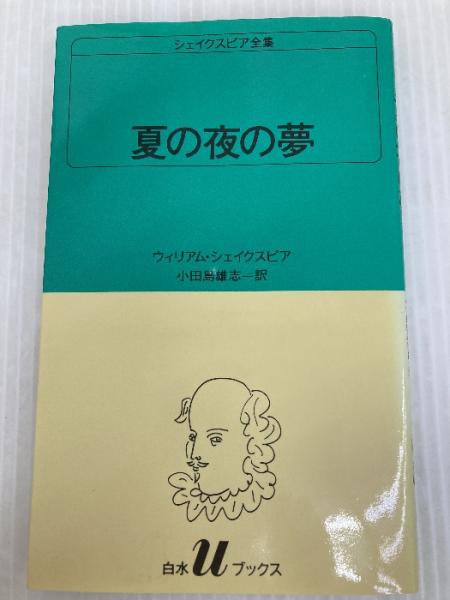 シェイクスピア全集
夏の夜の夢
ウィリアム・シェイクスピア
小田島雄志—訳
白水uブックス